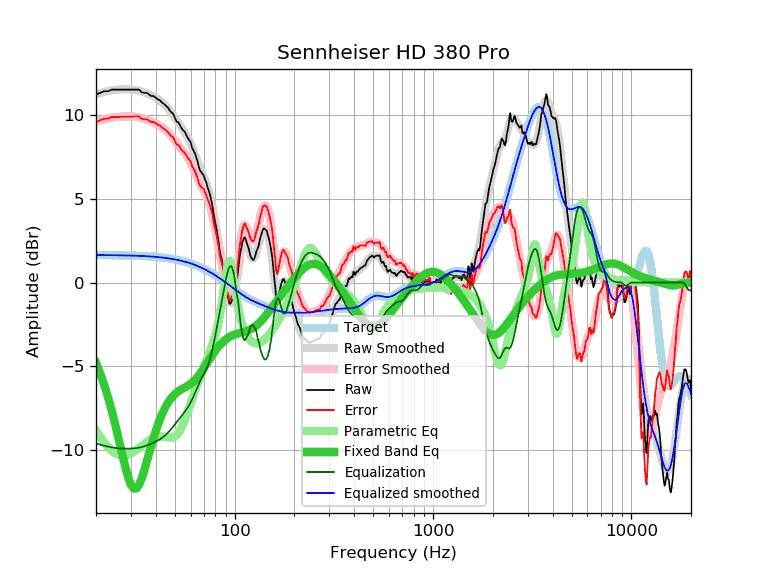 Sennheiser HD 380 Pro
Amplitude (dBr)
10
5
0
−5
−10
Target
Raw Smoothed
Error Smoothed
Raw
Error
Parametric Eq
Fixed Band Eq
Equalization
Equalized smoothed
100
1000
10000
Frequency (Hz)